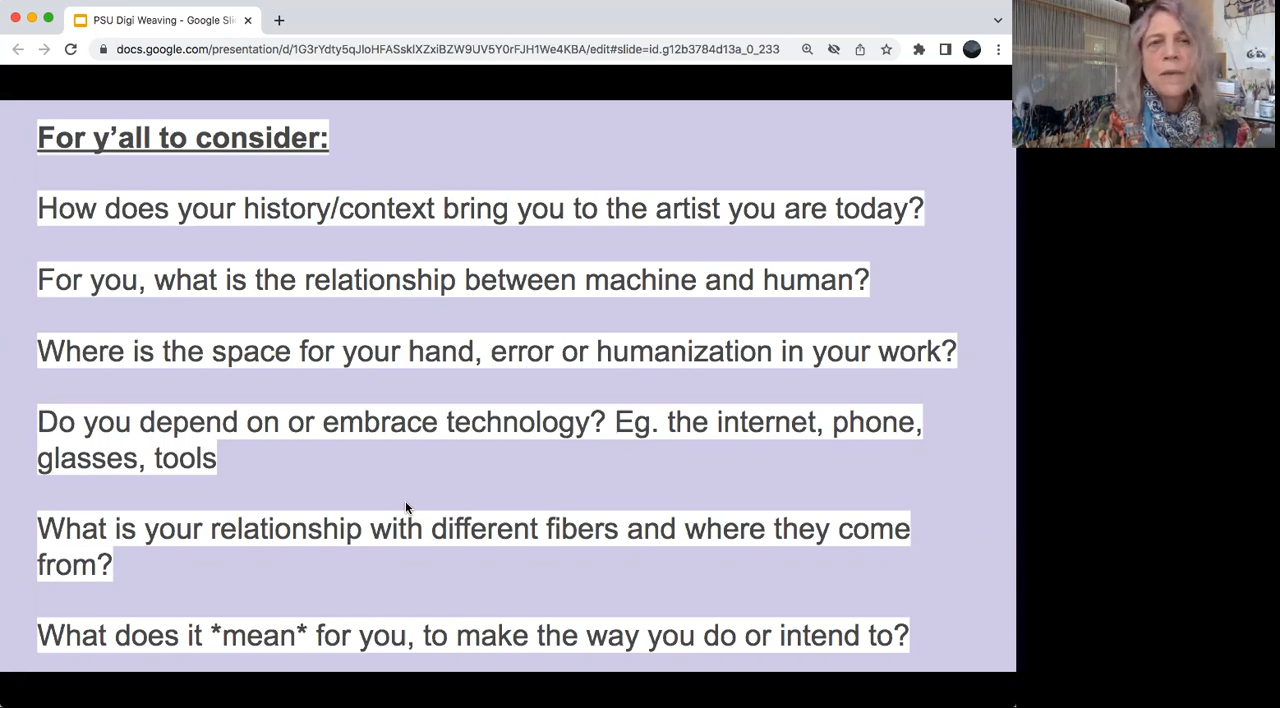 PSU Digi Weaving - Google Sli
docs.google.com/presentation/d/1G3rYdty5qJIoHFASskIXZxiBZW9UV5Y0rFJH1We4KBA/edit#slide=id.g12b3784d13a_0_233
For y’all to consider:
How does your history/context bring you to the artist you are today?
For you, what is the relationship between machine and human?
Where is the space for your hand, error or humanization in your work?
Do you depend on or embrace technology? Eg. the internet, phone,
glasses, tools
What is your relationship with different fibers and where they come
from?
What does it *mean* for you, to make the way you do or intend to?